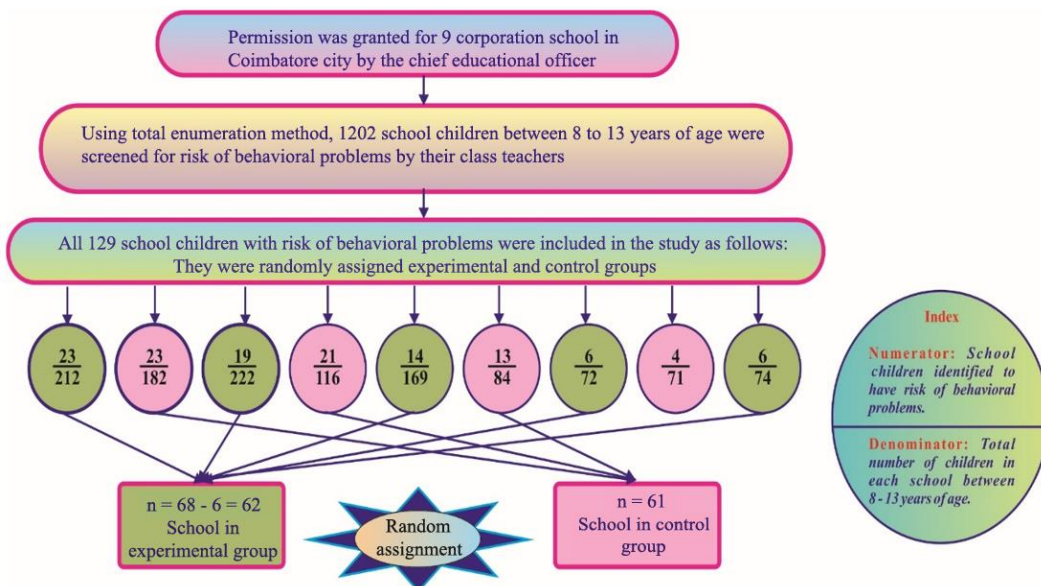 Permission was granted for 9 corporation school in
Coimbatore city by the chief educational officer
Using total enumeration method, 1202 school children between 8 to 13 years of age were
screened for risk of behavioral problems by their class teachers
All 129 school children with risk of behavioral problems were included in the study as follows:
They were randomly assigned experimental and control groups
23 23 19 21 14 13 6 4 6
212 182 222 116 169 84 72 71 74
n = 68 - 6 = 62
School in
experimental group
Random
assignment
n = 61
School in control
group
Index
Numerator: School
children identified to
have risk of behavioral
problems.
Denominator: Total
number of children in
each school between
8 - 13 years of age.